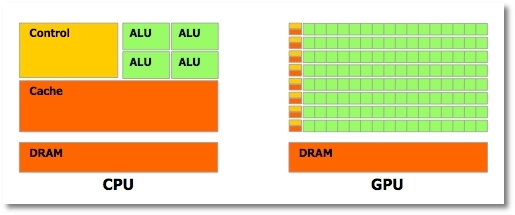 Control
ALU ALU
ALU ALU
Cache
DRAM
DRAM
CPU
GPU